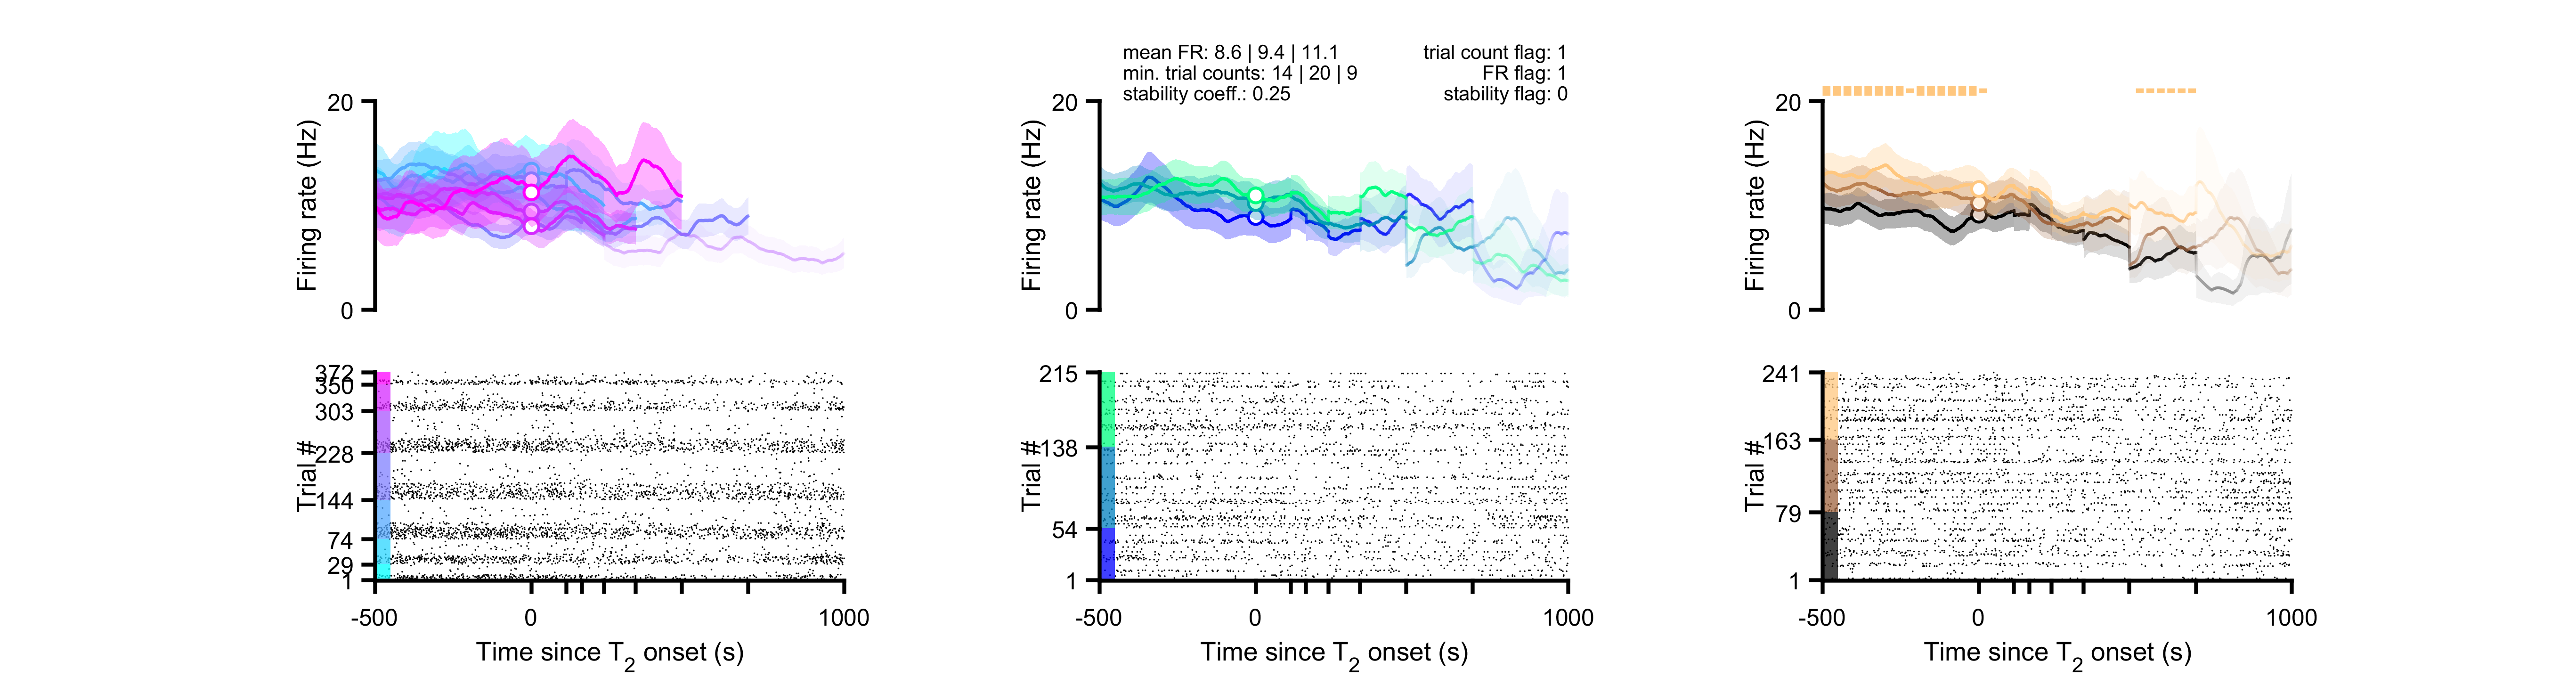 mean FR: 8.6 | 9.4 | 11.1
min. trial counts: 14 | 20 | 9
stability coeff.: 0.25
trial count flag: 1
FR flag: 1
stability flag: 0
20
Firing rate (Hz)
0
20
Firing rate (Hz)
0
20
Firing rate (Hz)
0
372
350
303
228
144
74
29
1
Trial #
-500
0
1000
Time since T2 onset (s)
215
138
54
1
Trial #
-500
0
1000
Time since T2 onset (s)
241
163
79
1
Trial #
-500
0
1000
Time since T2 onset (s)